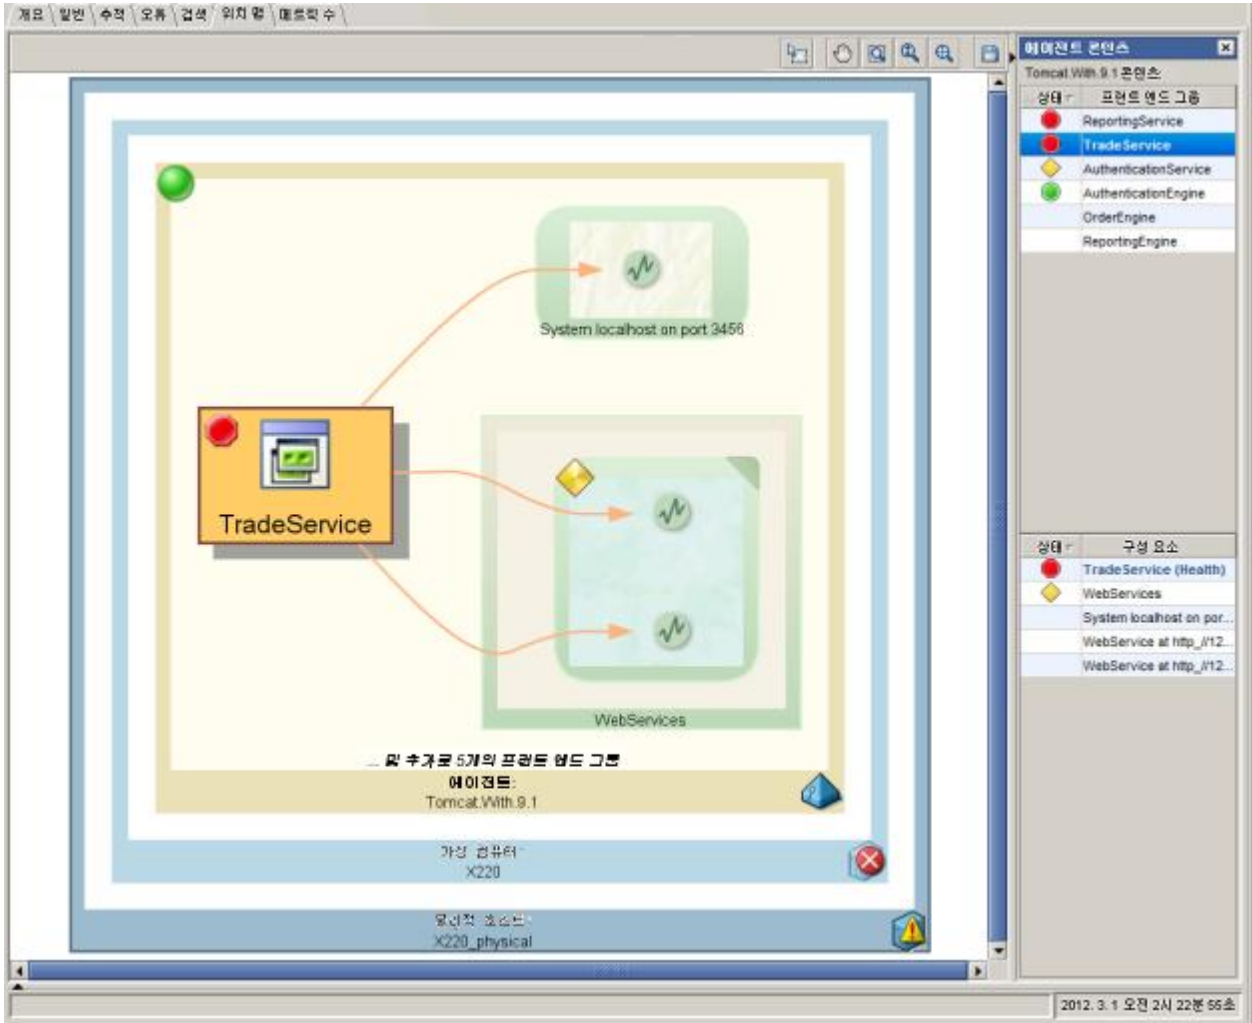 개요 일반 추적 오류 검색 위치 맵 메트릭 수
에이전트 콘텐츠
Tomcat.With.9.1 콘텐츠:
상태 프런트 엔드 그룹
ReportingService
TradeService
AuthenticationService
AuthenticationEngine
OrderEngine
ReportingEngine
System localhost on port 3456
TradeService
WebServices
... 및 추가로 5개의 프런트 엔드 그룹
에이전트:
Tomcat.With.9.1
가상 컴퓨터:
X220
물리적 호스트:
X220_physical
상태 구성 요소
TradeService (Health)
WebServices
System localhost on por...
WebService at http_//12...
WebService at http_//12...
2012. 3. 1 오전 2시 22분 55초